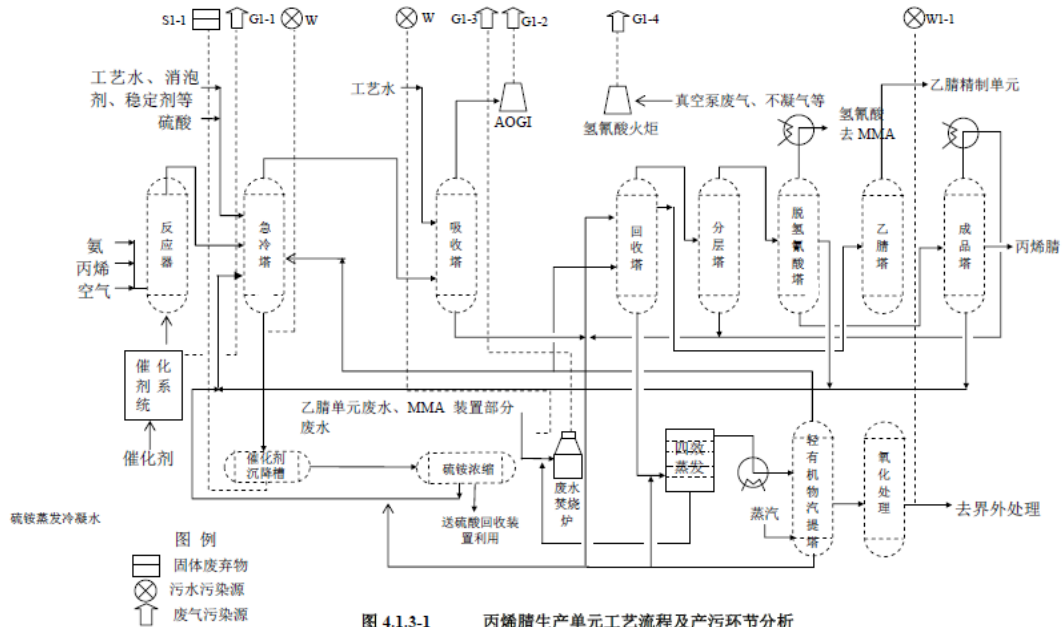 S1-1
G1-1
W
W
G1-3
G1-2
G1-4
W1-1
工艺水、消泡
剂、稳定剂等
硫酸
工艺水
AOGI
氢氰酸火炬
真空泵废气、不凝气等
氢氰酸
去 MMA
乙腈精制单元
反应器
急冷塔
吸收塔
回收塔
分层塔
脱氢氰酸塔
乙腈塔
成品塔
氨
丙烯
空气
丙烯腈
催化
剂系
统
催化剂
乙腈单元废水、MMA 装置部分
废水
催化剂
沉降槽
硫铵浓缩
废水
焚烧
炉
四效
蒸发
蒸汽
轻有机物汽提塔
氧化处理
去界外处理
送硫酸回收装
置利用
硫铵蒸发冷凝水
图 例
固体废弃物
污水污染源
废气污染源
图 4.1.3-1 丙烯腈生产单元工艺流程及产污环节分析